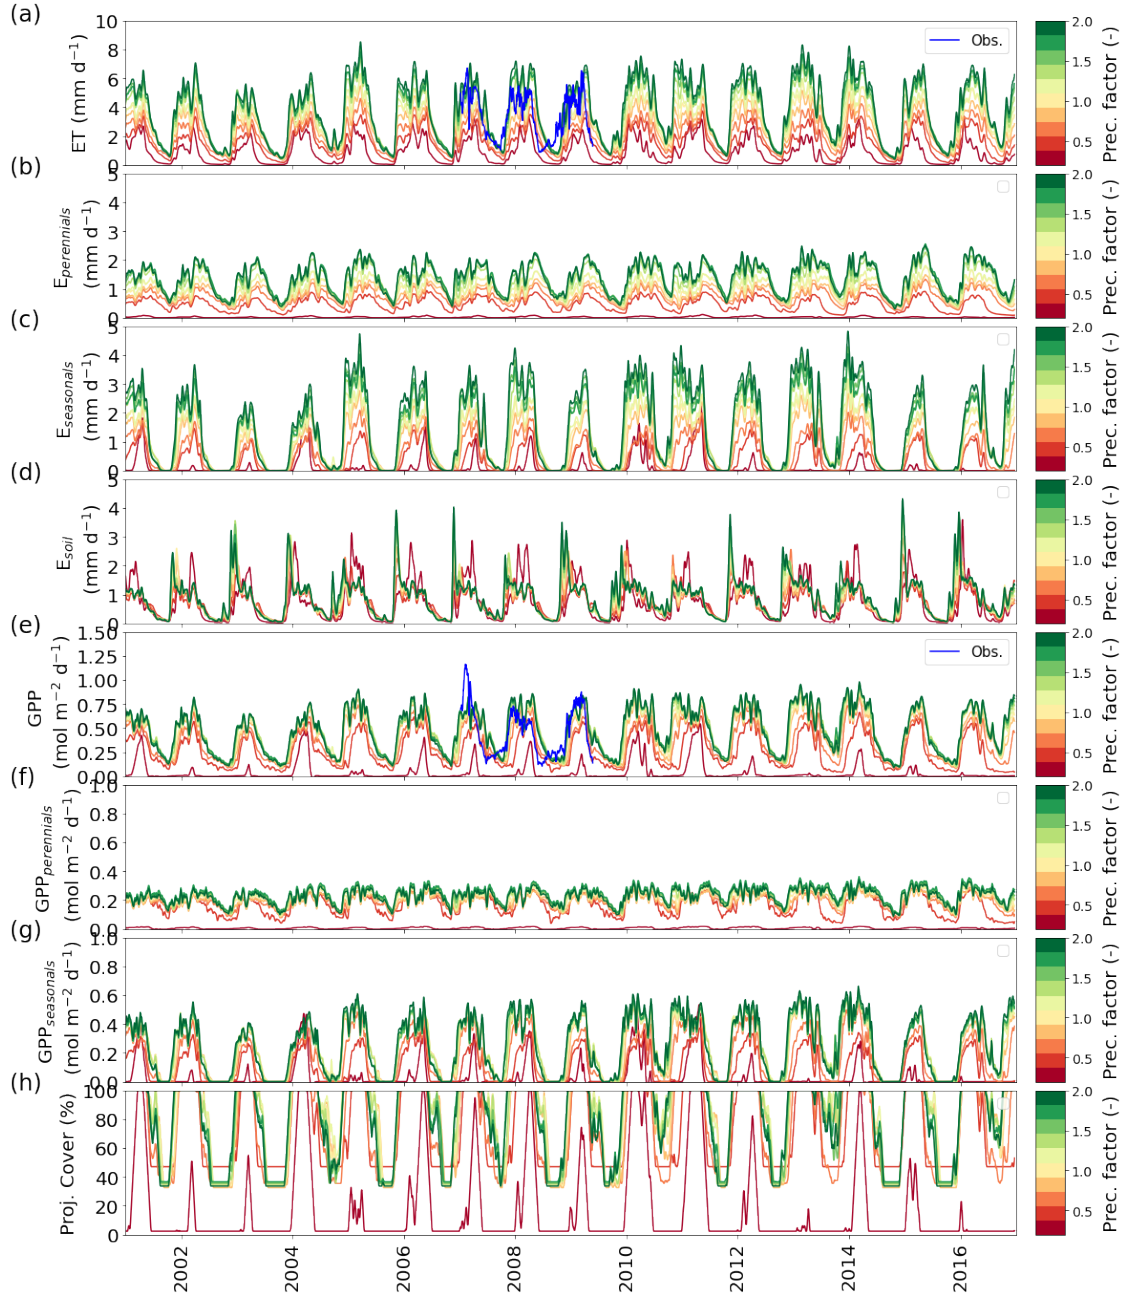 (a)
10
8
6
4
2
0
ET (mm d⁻¹)
Obs.
2.0
1.5
1.0
0.5
Prec. factor (-)
(b)
5
4
3
2
1
0
E_perennials
(mm d⁻¹)
2.0
1.5
1.0
0.5
Prec. factor (-)
(c)
5
4
3
2
1
0
E_seasonals
(mm d⁻¹)
2.0
1.5
1.0
0.5
Prec. factor (-)
(d)
5
4
3
2
1
0
E_soil
(mm d⁻¹)
2.0
1.5
1.0
0.5
Prec. factor (-)
(e)
1.50
1.25
1.00
0.75
0.50
0.25
0.00
GPP
(mol m⁻² d⁻¹)
Obs.
2.0
1.5
1.0
0.5
Prec. factor (-)
(f)
1.0
0.8
0.6
0.4
0.2
0.0
GPP_perennials
(mol m⁻² d⁻¹)
2.0
1.5
1.0
0.5
Prec. factor (-)
(g)
1.0
0.8
0.6
0.4
0.2
0.0
GPP_seasonals
(mol m⁻² d⁻¹)
2.0
1.5
1.0
0.5
Prec. factor (-)
(h)
100
80
60
40
20
0
Proj. Cover (%)
2.0
1.5
1.0
0.5
Prec. factor (-)
2002
2004
2006
2008
2010
2012
2014
2016